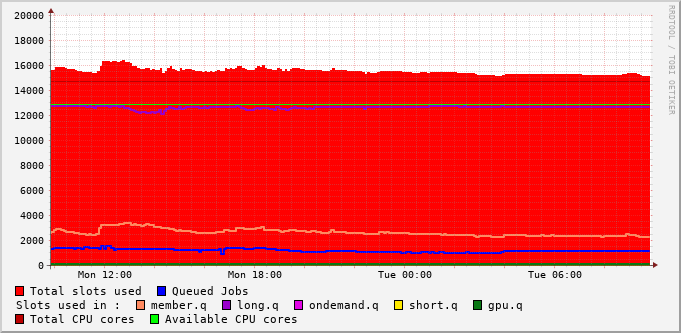 RRDTOOL / TOBI OETIKER
20000
18000
16000
14000
12000
10000
8000
6000
4000
2000
0
Mon 12:00 Mon 18:00 Tue 00:00 Tue 06:00
Total slots used Queued Jobs
Slots used in : member.q long.q ondemand.q short.q gpu.q
Total CPU cores Available CPU cores